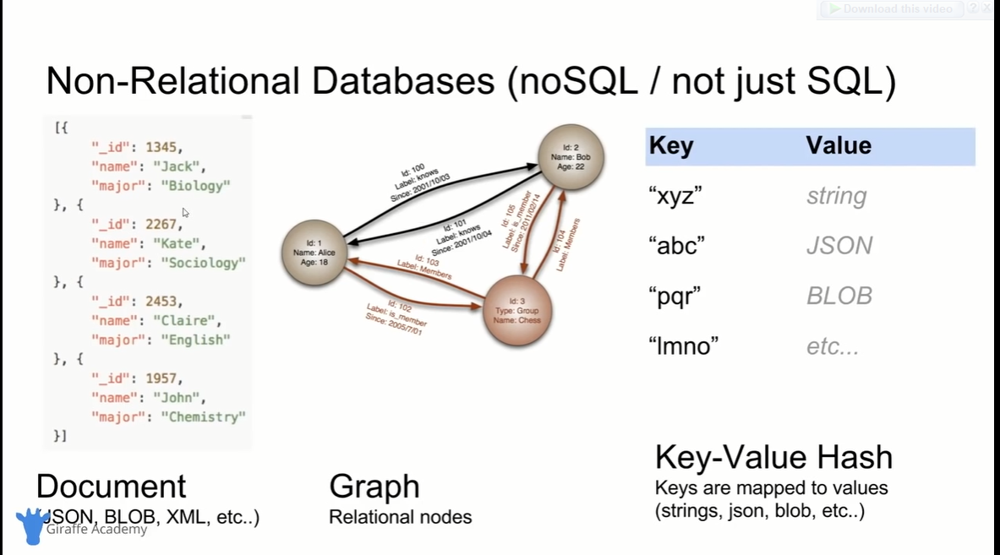 Download this video ? X
Non-Relational Databases (noSQL / not just SQL)
[{
"_id": 1345,
"name": "Jack",
"major": "Biology"
}, {
"_id": 2267,
"name": "Kate",
"major": "Sociology"
}, {
"_id": 2453,
"name": "Claire",
"major": "English"
}, {
"_id": 1957,
"name": "John",
"major": "Chemistry"
}]
Document
(JSON, BLOB, XML, etc..)
Giraffe Academy
Id: 1
Name: Alice
Age: 18
Id: 100
Label: knows
Since: 2001/10/03
Id: 2
Name: Bob
Age: 22
Id: 101
Label: knows
Since: 2001/10/04
Id: 103
Label: Members
Id: 102
Label: is_member
Since: 2005/7/01
Id: 105
Label: is_member
Since: 2011/02/14
Id: 104
Label: Members
Id: 3
Type: Group
Name: Chess
Graph
Relational nodes
Key Value
“xyz” string
“abc” JSON
“pqr” BLOB
“lmno” etc...
Key-Value Hash
Keys are mapped to values
(strings, json, blob, etc..)